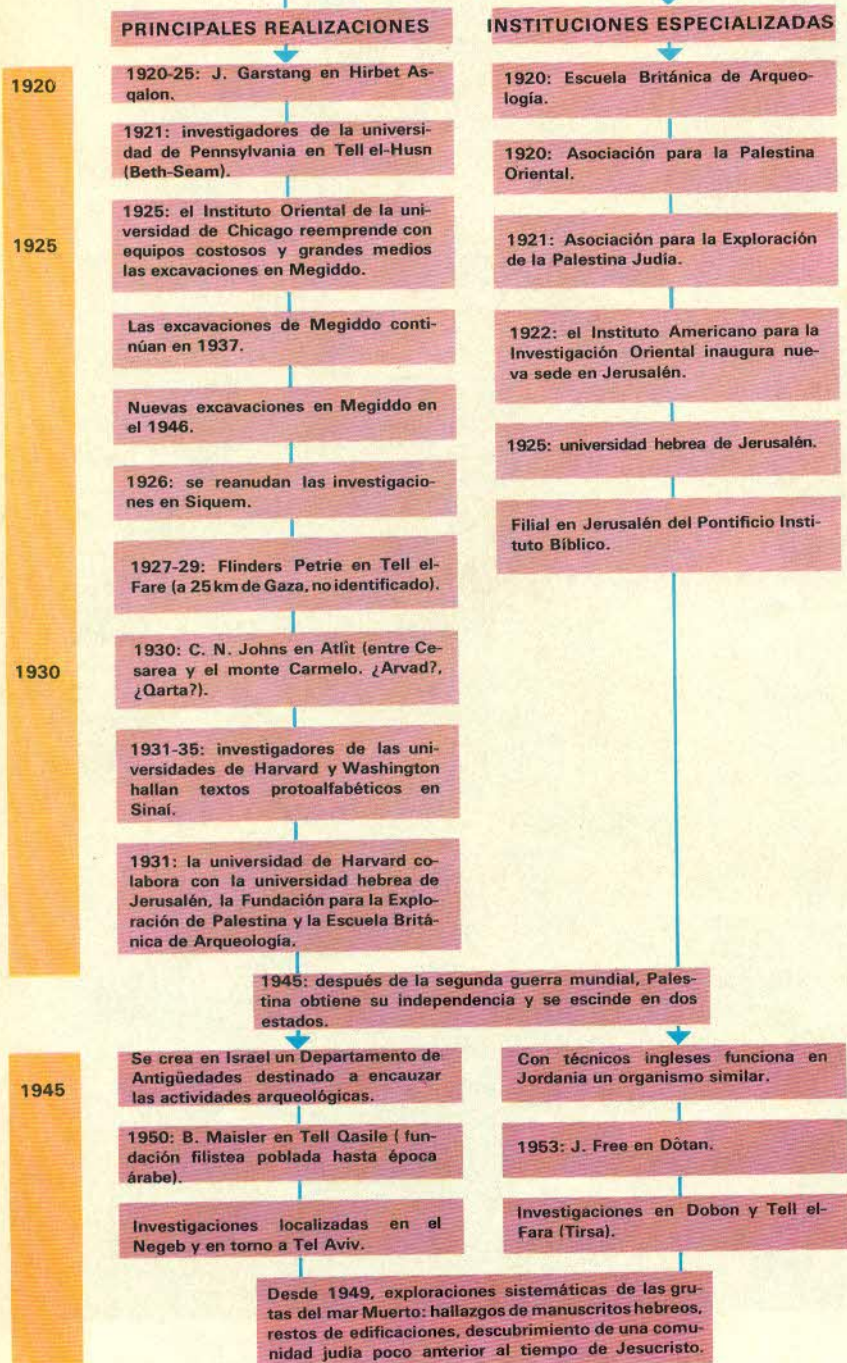 PRINCIPALES REALIZACIONES
1920
1920-25: J. Garstang en Hirbet As-
qalon.
1921: investigadores de la universi-
dad de Pennsylvania en Tell el-Husn
(Beth-Seam).
1925
1925: el Instituto Oriental de la uni-
versidad de Chicago reemprende con
equipos costosos y grandes medios
las excavaciones en Megiddo.
Las excavaciones de Megiddo conti-
núan en 1937.
Nuevas excavaciones en Megiddo en
el 1946.
1926: se reanudan las investigacio-
nes en Siquem.
1927-29: Flinders Petrie en Tell el-
Fare (a 25 km de Gaza, no identificado).
1930
1930: C. N. Johns en Atlit (entre Ce-
sarea y el monte Carmelo. ¿Arvad?,
¿Qarta?).
1931-35: investigadores de las uni-
versidades de Harvard y Washington
hallan textos protoalfabéticos en
Sinaí.
1931: la universidad de Harvard co-
labora con la universidad hebrea de
Jerusalén, la Fundación para la Explo-
ración de Palestina y la Escuela Britá-
nica de Arqueología.
INSTITUCIONES ESPECIALIZADAS
1920: Escuela Británica de Arqueo-
logía.
1920: Asociación para la Palestina
Oriental.
1921: Asociación para la Exploración
de la Palestina Judía.
1922: el Instituto Americano para la
Investigación Oriental inaugura nue-
va sede en Jerusalén.
1925: universidad hebrea de Jerusalén.
Filial en Jerusalén del Pontificio Insti-
tuto Bíblico.
1945: después de la segunda guerra mundial, Pales-
tina obtiene su independencia y se escinde en dos
estados.
1945
Se crea en Israel un Departamento de
Antigüedades destinado a encauzar
las actividades arqueológicas.
1950: B. Maisler en Tell Qasile ( fun-
dación filistea poblada hasta época
árabe).
Investigaciones localizadas en el
Negeb y en torno a Tel Aviv.
Con técnicos ingleses funciona en
Jordania un organismo similar.
1953: J. Free en Dótan.
Investigaciones en Dobon y Tell el-
Fara (Tirsa).
Desde 1949, exploraciones sistemáticas de las gru-
tas del mar Muerto: hallazgos de manuscritos hebreos,
restos de edificaciones, descubrimiento de una comu-
nidad judía poco anterior al tiempo de Jesucristo.